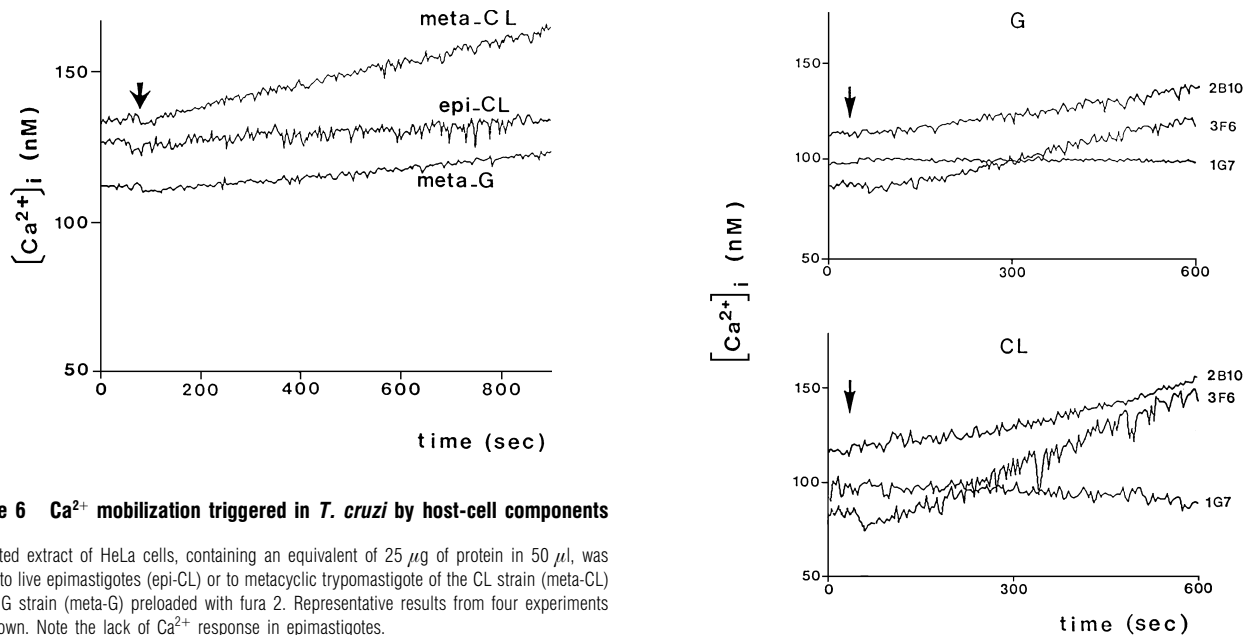 meta-CL
150
epi-CL
meta-G
[Ca²⁺]i (nM)
100
50
0 200 400 600 800
time (sec)
e 6 Ca²⁺ mobilization triggered in T. cruzi by host-cell components
ted extract of HeLa cells, containing an equivalent of 25 μg of protein in 50 μl, was
to live epimastigotes (epi-CL) or to metacyclic trypomastigote of the CL strain (meta-CL)
G strain (meta-G) preloaded with fura 2. Representative results from four experiments
own. Note the lack of Ca²⁺ response in epimastigotes.
G
150
2B10
3F6
100
1G7
50
0 300 600
[Ca²⁺]i (nM)
CL
2B10
150
3F6
100
1G7
50
0 300 600
time (sec)